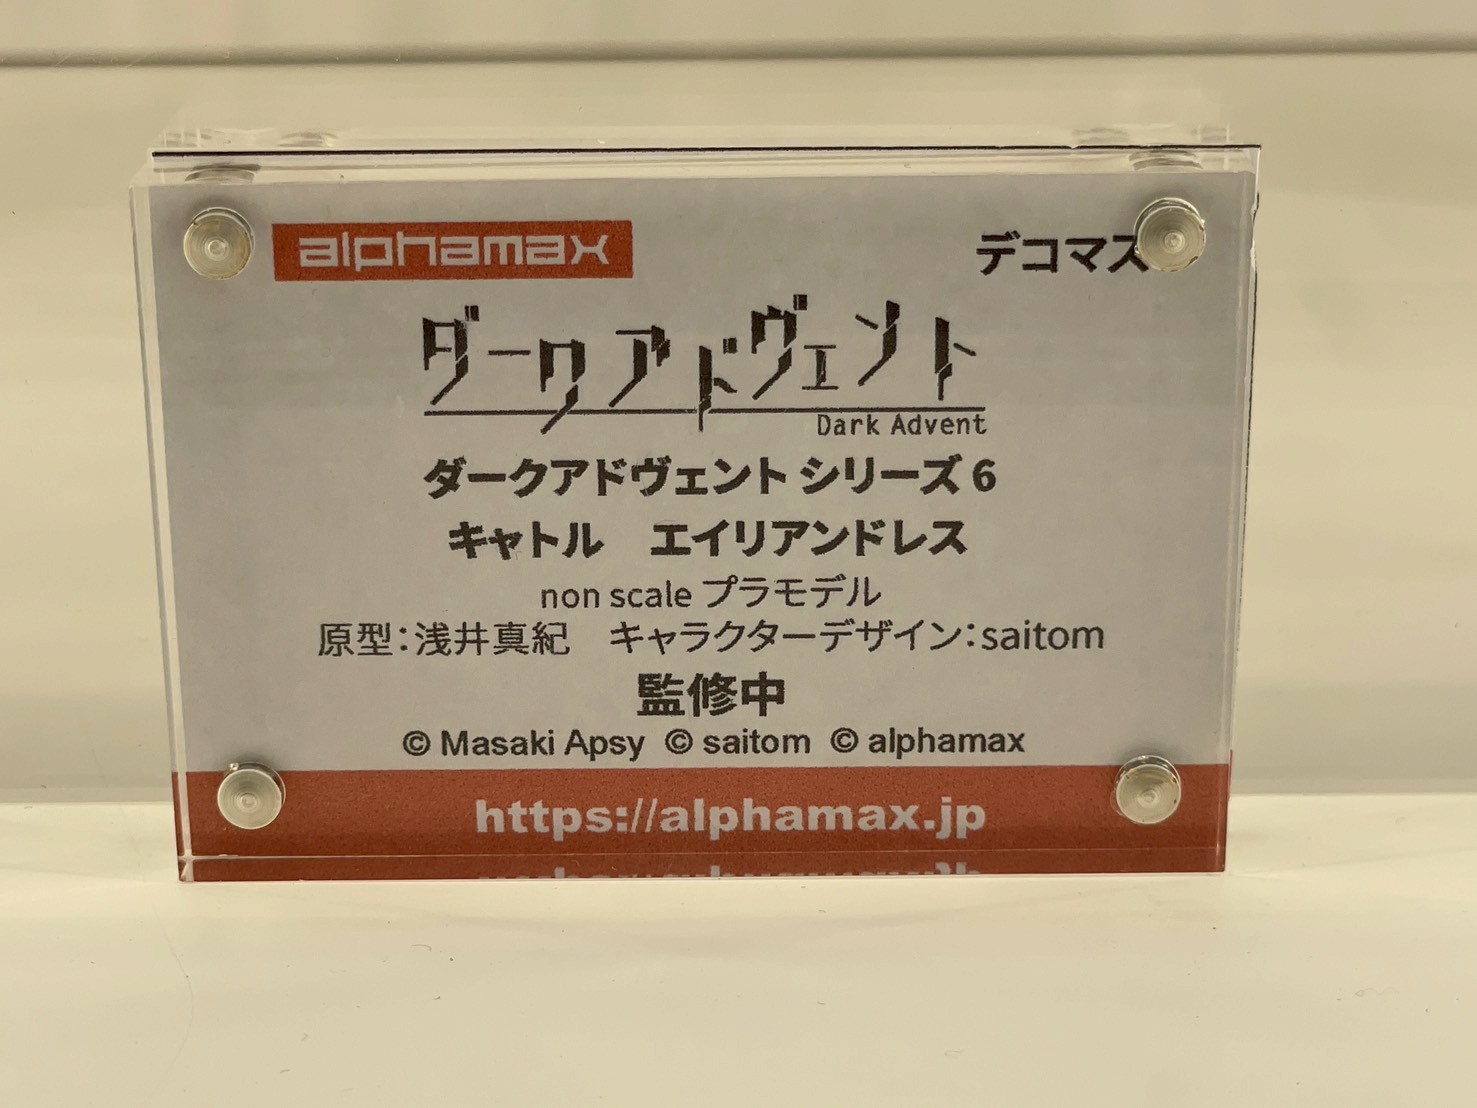 alphamax
デコマス
ダークアドヴェント
Dark Advent
ダークアドヴェント シリーズ 6
キャトル　エイリアンドレス
non scale プラモデル
原型：浅井真紀　キャラクターデザイン：saitom
監修中
© Masaki Apsy © saitom © alphamax
https://alphamax.jp